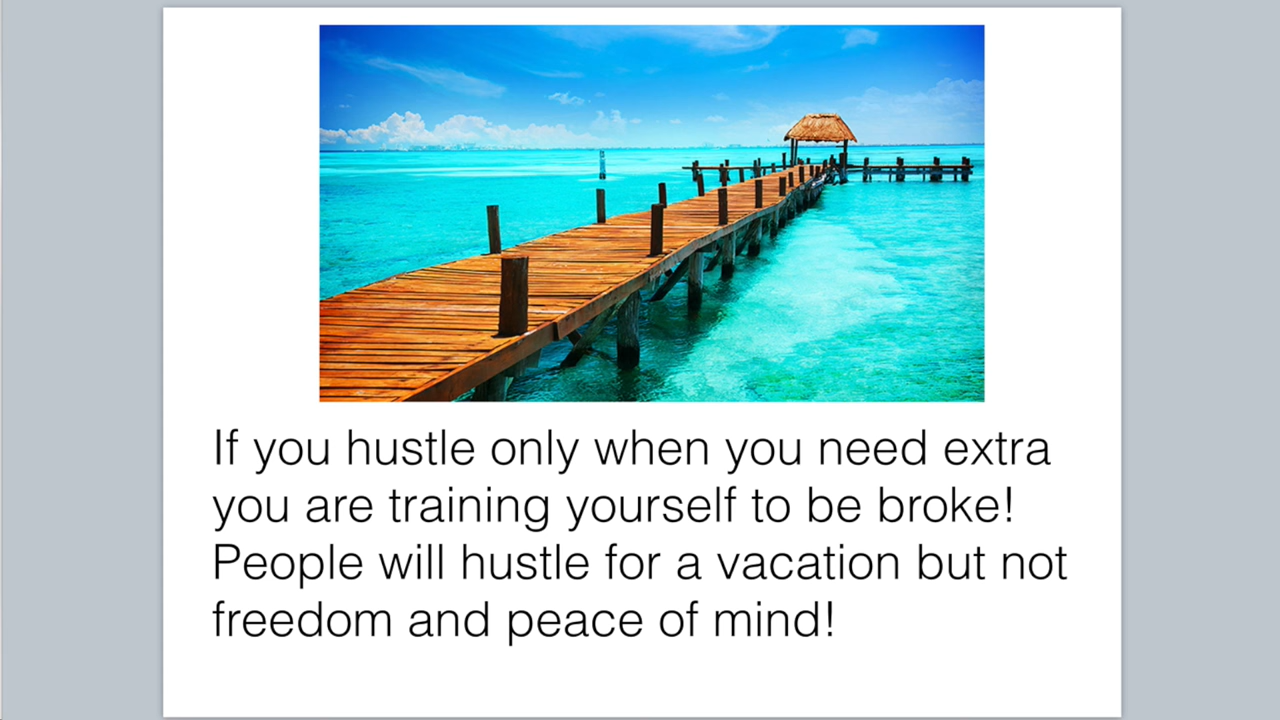 If you hustle only when you need extra
you are training yourself to be broke!
People will hustle for a vacation but not
freedom and peace of mind!